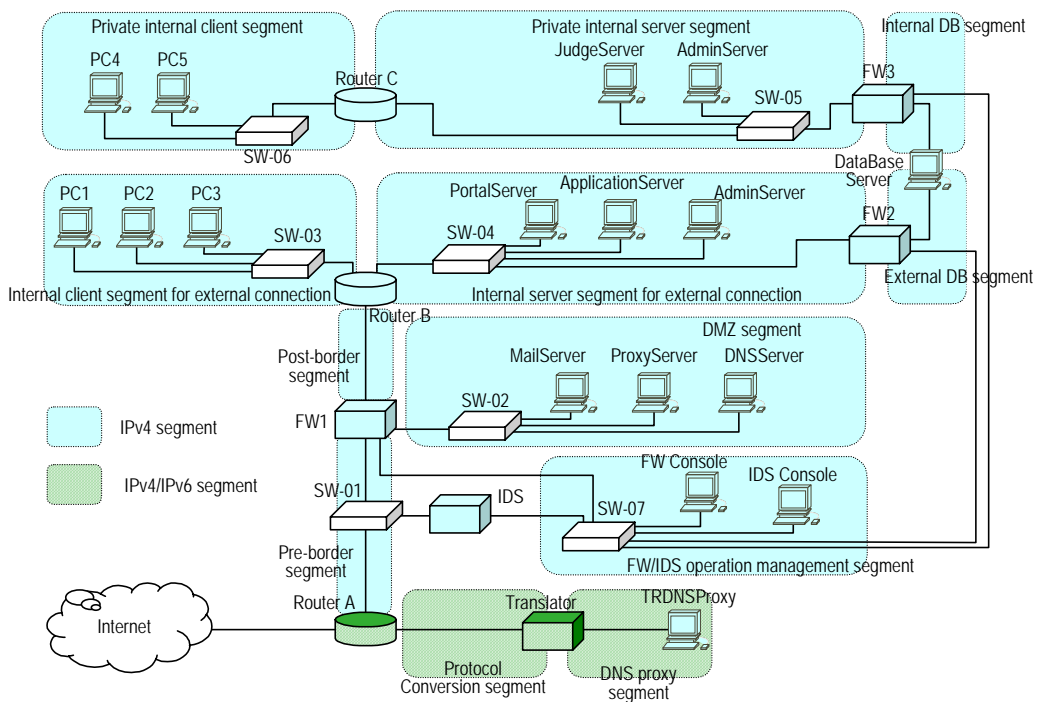 Private internal client segment
Private internal server segment
Internal DB segment
PC4
PC5
Router C
JudgeServer
AdminServer
FW3
SW-05
SW-06
DataBase
Server
PC1
PC2
PC3
SW-03
PortalServer
ApplicationServer
AdminServer
SW-04
FW2
Internal client segment for external connection
Internal server segment for external connection
External DB segment
Router B
DMZ segment
Post-border
segment
MailServer
ProxyServer
DNSServer
SW-02
FW1
IPv4 segment
IPv4/IPv6 segment
FW Console
IDS Console
SW-01
IDS
SW-07
Pre-border
segment
FW/IDS operation management segment
Router A
Translator
TRDNSProxy
Internet
Protocol
Conversion segment
DNS proxy
segment